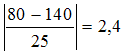 |80 − 140 / 25| = 2,4